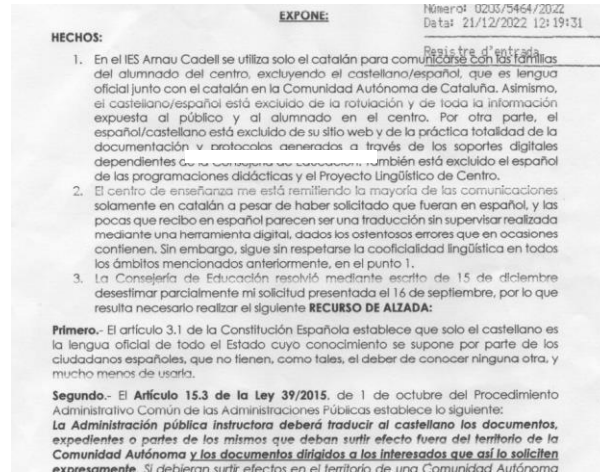 EXPONE:
Número: 0203/5464/2022
Data: 21/12/2022 12:19:31
Registre d'entrada
HECHOS:
1. En el IES Arnau Cadell se utiliza solo el catalán para comunicarse con las familias
del alumnado del centro, excluyendo el castellano/español, que es lengua
oficial junto con el catalán en la Comunidad Autónoma de Cataluña. Asimismo,
el castellano/español está excluido de la rotulación y de toda la información
expuesta al público y al alumnado en el centro. Por otra parte, el
español/castellano está excluido de su sitio web y de la práctica totalidad de la
documentación y protocolos generados a través de los soportes digitales
dependientes de la Consejería de Educación. También está excluido el español
de las programaciones didácticas y el Proyecto Lingüístico de Centro.
2. El centro de enseñanza me está remitiendo la mayoría de las comunicaciones
solamente en catalán a pesar de haber solicitado que fueran en español, y las
pocas que recibo en español parecen ser una traducción sin supervisar realizada
mediante una herramienta digital, dados los ostentosos errores que en ocasiones
contienen. Sin embargo, sigue sin respetarse la cooficialidad lingüística en todos
los ámbitos mencionados anteriormente, en el punto 1.
3. La Consejería de Educación resolvió mediante escrito de 15 de diciembre
desestimar parcialmente mi solicitud presentada el 16 de septiembre, por lo que
resulta necesario realizar el siguiente RECURSO DE ALZADA:
Primero.- El artículo 3.1 de la Constitución Española establece que solo el castellano es
la lengua oficial de todo el Estado cuyo conocimiento se supone por parte de los
ciudadanos españoles, que no tienen, como tales, el deber de conocer ninguna otra, y
mucho menos de usarla.
Segundo.- El Artículo 15.3 de la Ley 39/2015, de 1 de octubre del Procedimiento
Administrativo Común de las Administraciones Públicas establece lo siguiente:
La Administración pública instructora deberá traducir al castellano los documentos,
expedientes o partes de los mismos que deban surtir efecto fuera del territorio de la
Comunidad Autónoma y los documentos dirigidos a los interesados que así lo soliciten
expresamente. Si debieran surtir efectos en el territorio de una Comunidad Autónoma